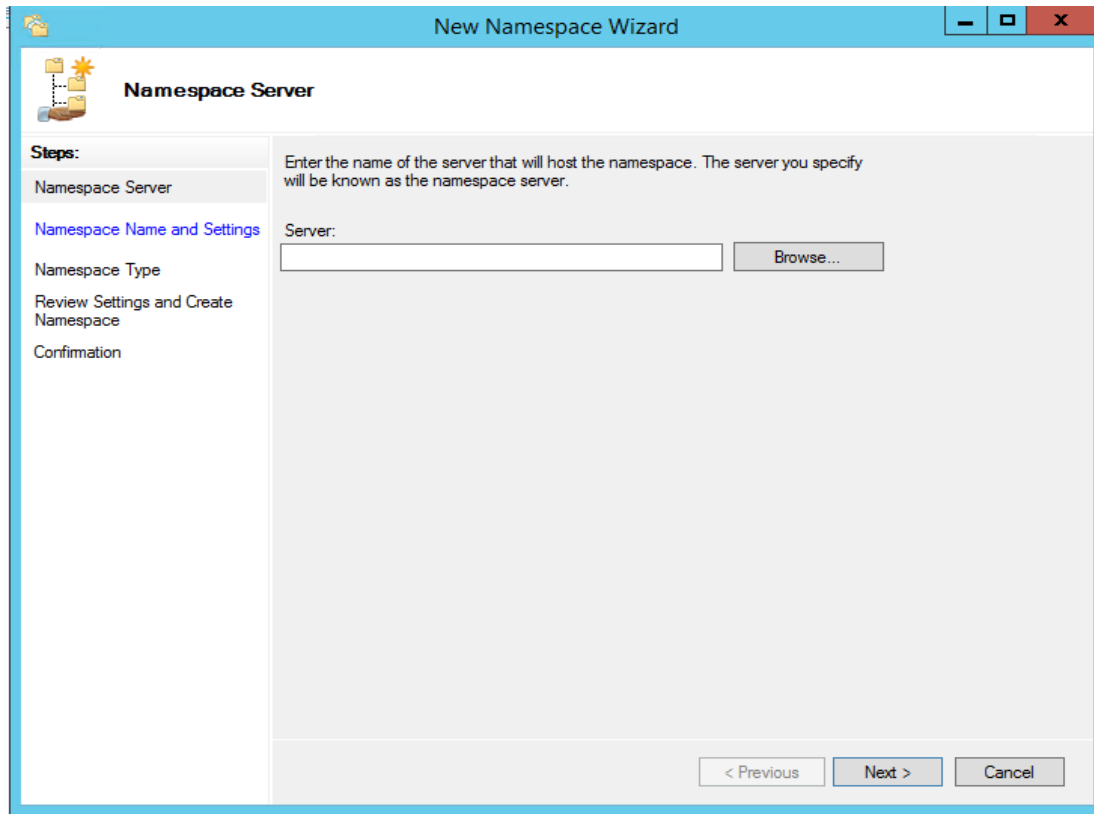 New Namespace Wizard
Namespace Server
Steps:
Namespace Server
Namespace Name and Settings
Namespace Type
Review Settings and Create
Namespace
Confirmation
Enter the name of the server that will host the namespace. The server you specify
will be known as the namespace server.
Server:
Browse...
< Previous
Next >
Cancel